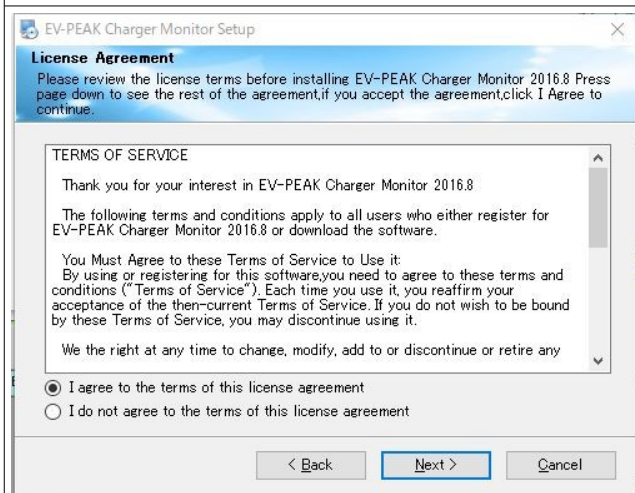 EV-PEAK Charger Monitor Setup
License Agreement
Please review the license terms before installing EV-PEAK Charger Monitor 2016.8 Press
page down to see the rest of the agreement,if you accept the agreement,click I Agree to
continue.
TERMS OF SERVICE
Thank you for your interest in EV-PEAK Charger Monitor 2016.8
The following terms and conditions apply to all users who either register for
EV-PEAK Charger Monitor 2016.8 or download the software.
You Must Agree to these Terms of Service to Use it:
By using or registering for this software,you need to agree to these terms and
conditions ("Terms of Service"). Each time you use it, you reaffirm your
acceptance of the then-current Terms of Service. If you do not wish to be bound
by these Terms of Service, you may discontinue using it.
We the right at any time to change, modify, add to or discontinue or retire any
I agree to the terms of this license agreement
I do not agree to the terms of this license agreement
< Back
Next >
Cancel